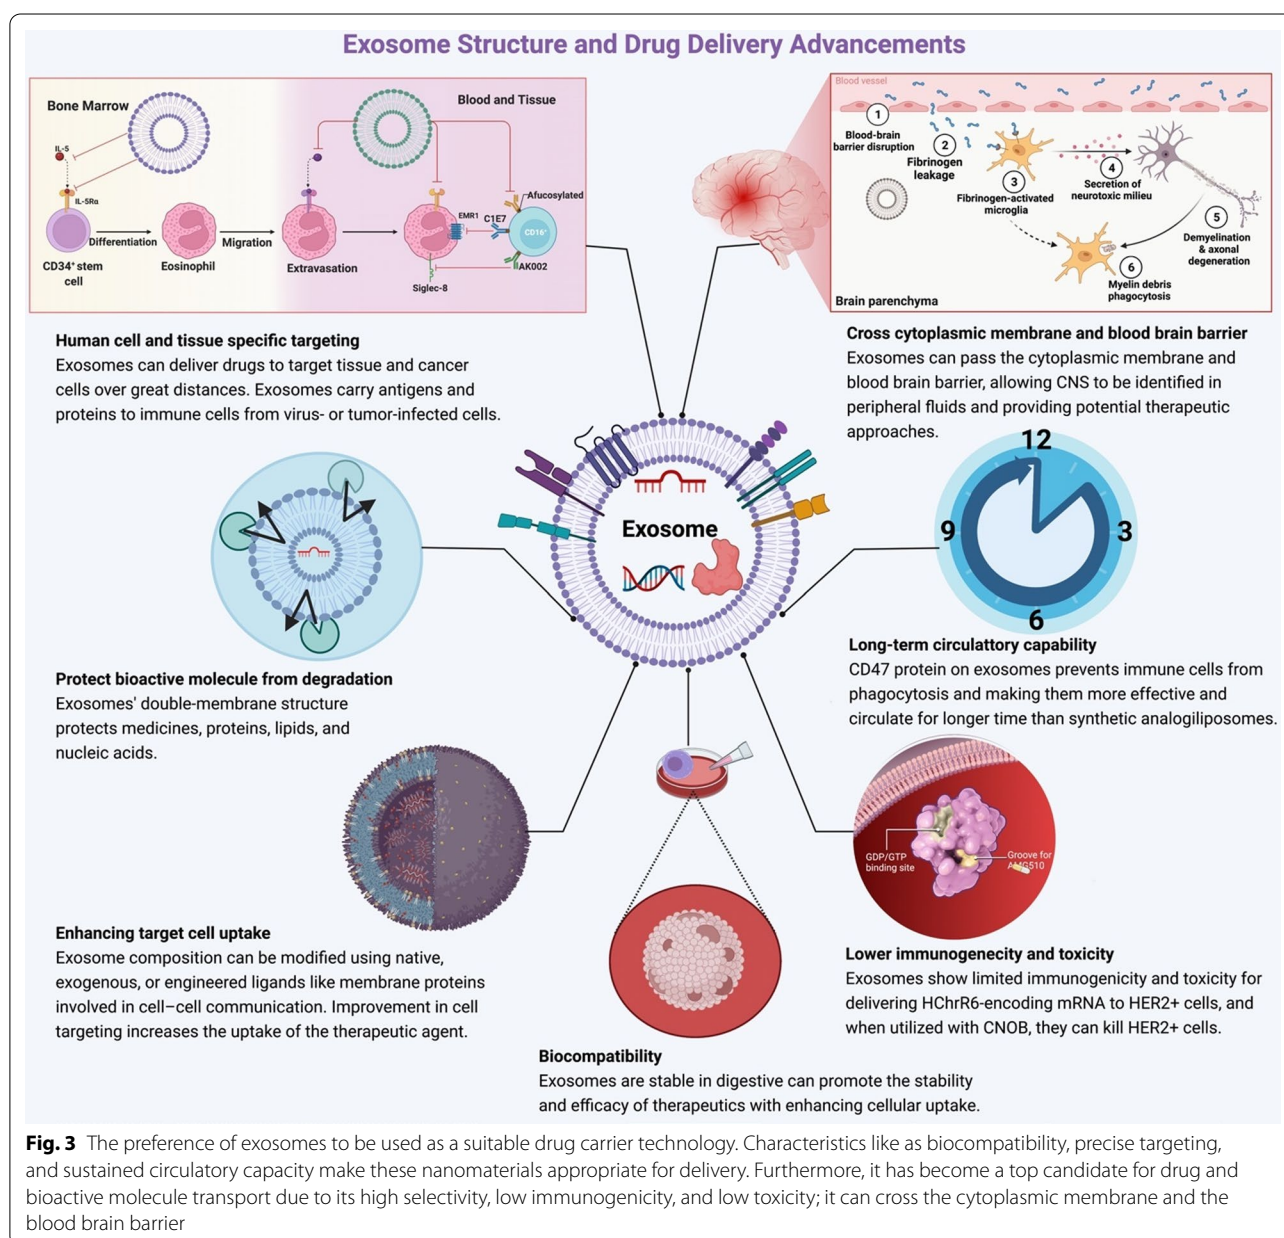 Exosome Structure and Drug Delivery Advancements
Bone Marrow
IL-5
IL-5Rα
Differentiation
CD34+ stem
cell
Eosinophil
Migration
Blood and Tissue
Extravasation
EMR1
C1E7
Afucosylated
CD16+
AK002
Siglec-8
Blood vessel
1
Blood-brain
barrier disruption
2
Fibrinogen
leakage
3
Fibrinogen-activated
microglia
4
Secretion of
neurotoxic milieu
5
Demyelination
& axonal
degeneration
6
Myelin debris
phagocytosis
Brain parenchyma
Human cell and tissue specific targeting
Exosomes can deliver drugs to target tissue and cancer
cells over great distances. Exosomes carry antigens and
proteins to immune cells from virus- or tumor-infected cells.
Cross cytoplasmic membrane and blood brain barrier
Exosomes can pass the cytoplasmic membrane and
blood brain barrier, allowing CNS to be identified in
peripheral fluids and providing potential therapeutic
approaches.
Exosome
12
9
3
6
Protect bioactive molecule from degradation
Exosomes' double-membrane structure
protects medicines, proteins, lipids, and
nucleic acids.
Long-term circulattory capability
CD47 protein on exosomes prevents immune cells from
phagocytosis and making them more effective and
circulate for longer time than synthetic analogiliposomes.
GDP/GTP
binding site
Groove for
AMG510
Enhancing target cell uptake
Exosome composition can be modified using native,
exogenous, or engineered ligands like membrane proteins
involved in cell–cell communication. Improvement in cell
targeting increases the uptake of the therapeutic agent.
Lower immunogenecity and toxicity
Exosomes show limited immunogenicity and toxicity for
delivering HChrR6-encoding mRNA to HER2+ cells, and
when utilized with CNOB, they can kill HER2+ cells.
Biocompatibility
Exosomes are stable in digestive can promote the stability
and efficacy of therapeutics with enhancing cellular uptake.
Fig. 3 The preference of exosomes to be used as a suitable drug carrier technology. Characteristics like as biocompatibility, precise targeting,
and sustained circulatory capacity make these nanomaterials appropriate for delivery. Furthermore, it has become a top candidate for drug and
bioactive molecule transport due to its high selectivity, low immunogenicity, and low toxicity; it can cross the cytoplasmic membrane and the
blood brain barrier